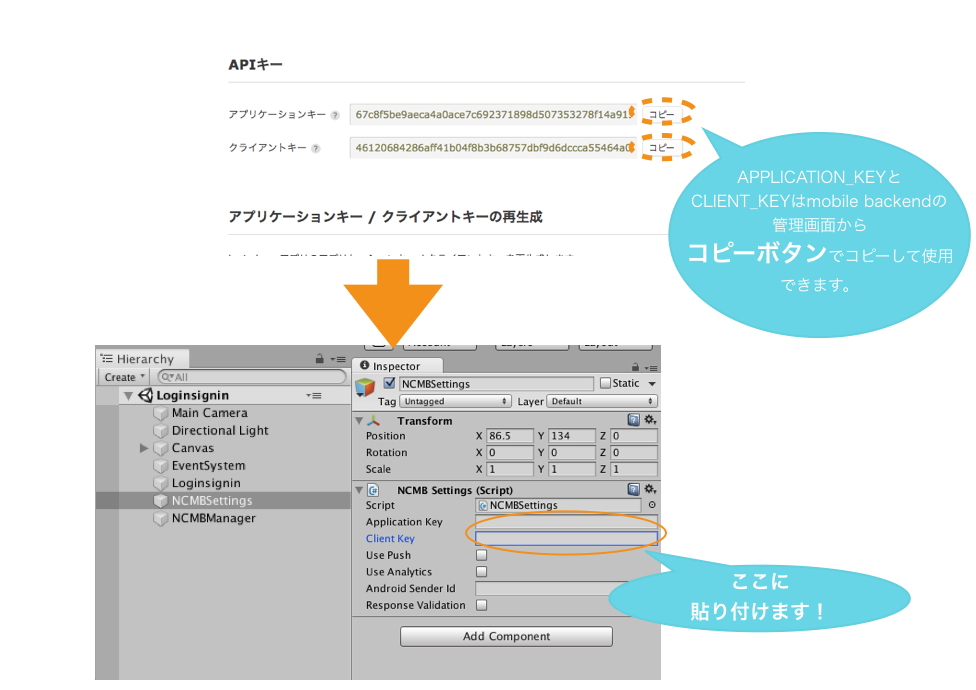 APIキー
アプリケーションキー ?
67c8f5be9aeca4a0ace7c692371898d507353278f14a91
コピー
クライアントキー ?
46120684286aff41b04f8b3b68757dbf9d6dccca55464a0
コピー
APPLICATION_KEYと
CLIENT_KEYはmobile backendの
管理画面から
コピーボタンでコピーして使用
できます。
アプリケーションキー / クライアントキーの再生成
Hierarchy
Create
All
Loginsignin
Main Camera
Directional Light
Canvas
EventSystem
Loginsignin
NCMBSettings
NCMBManager
Inspector
NCMBSettings
Static
Tag Untagged Layer Default
Transform
Position X 86.5 Y 134 Z 0
Rotation X 0 Y 0 Z 0
Scale X 1 Y 1 Z 1
NCMB Settings (Script)
Script NCMBSettings
Application Key
Client Key
Use Push
Use Analytics
Android Sender Id
Response Validation
Add Component
ここに
貼り付けます！